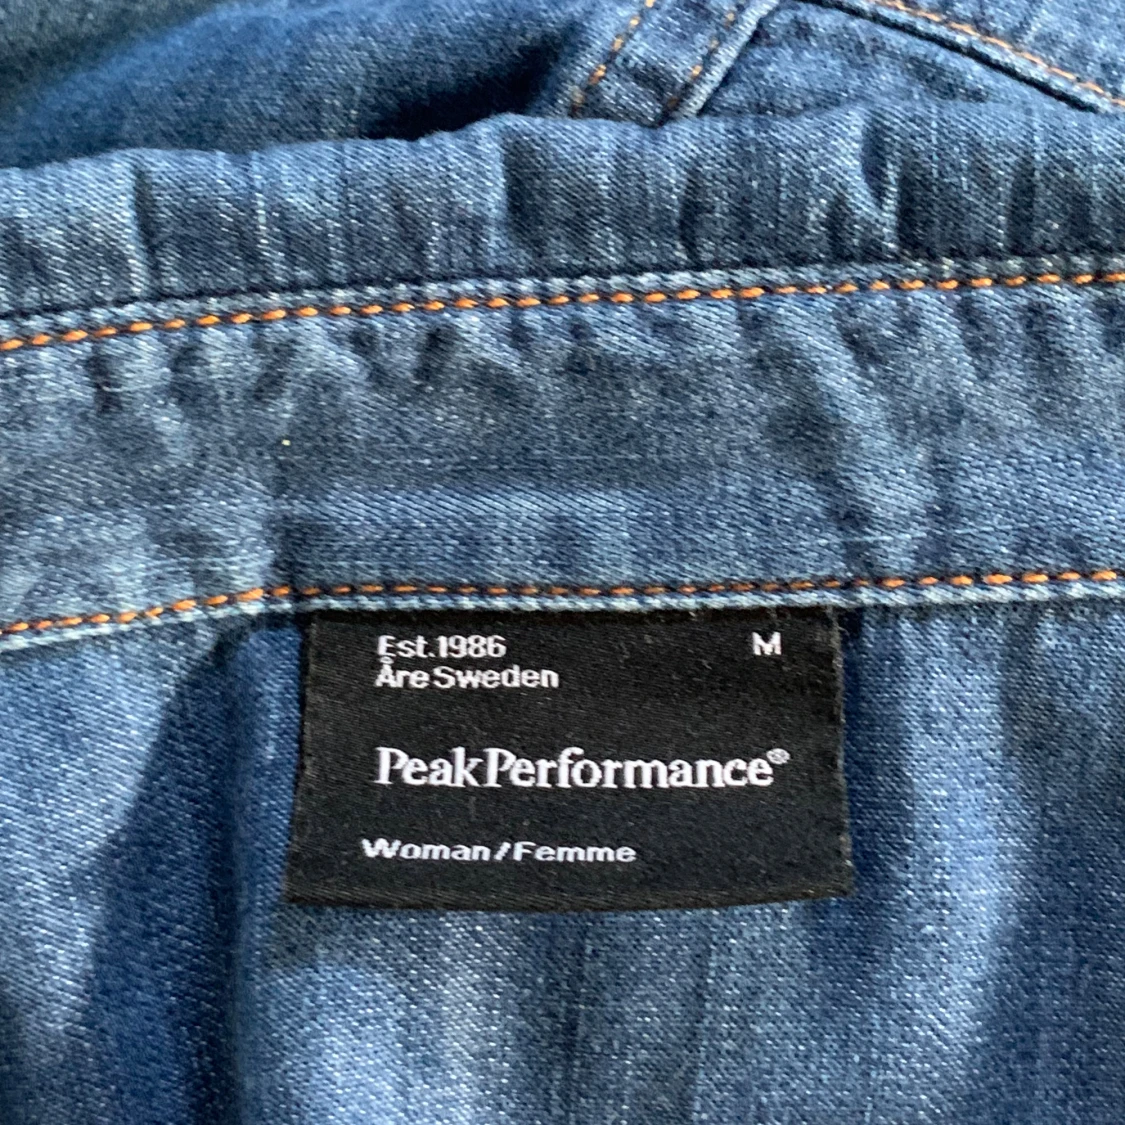 Est.1986 M
Åre Sweden
PeakPerformance®
Woman/Femme